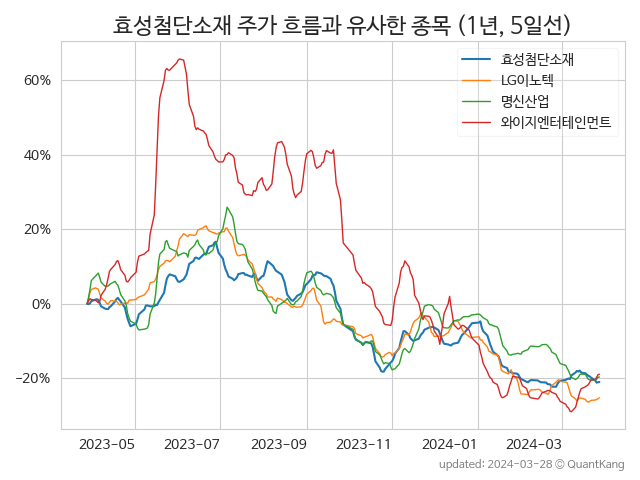 효성첨단소재 주가 흐름과 유사한 종목 (1년, 5일선)
효성첨단소재
LG이노텍
명신산업
와이지엔터테인먼트
60%
40%
20%
0%
−20%
2023-05 2023-07 2023-09 2023-11 2024-01 2024-03
updated: 2024-03-28 © QuantKang